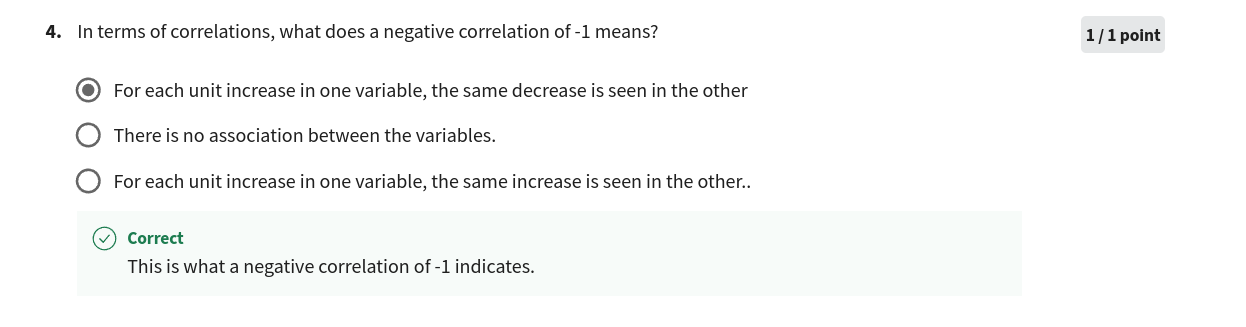 4. In terms of correlations, what does a negative correlation of -1 means?
1 / 1 point
For each unit increase in one variable, the same decrease is seen in the other
There is no association between the variables.
For each unit increase in one variable, the same increase is seen in the other..
Correct
This is what a negative correlation of -1 indicates.